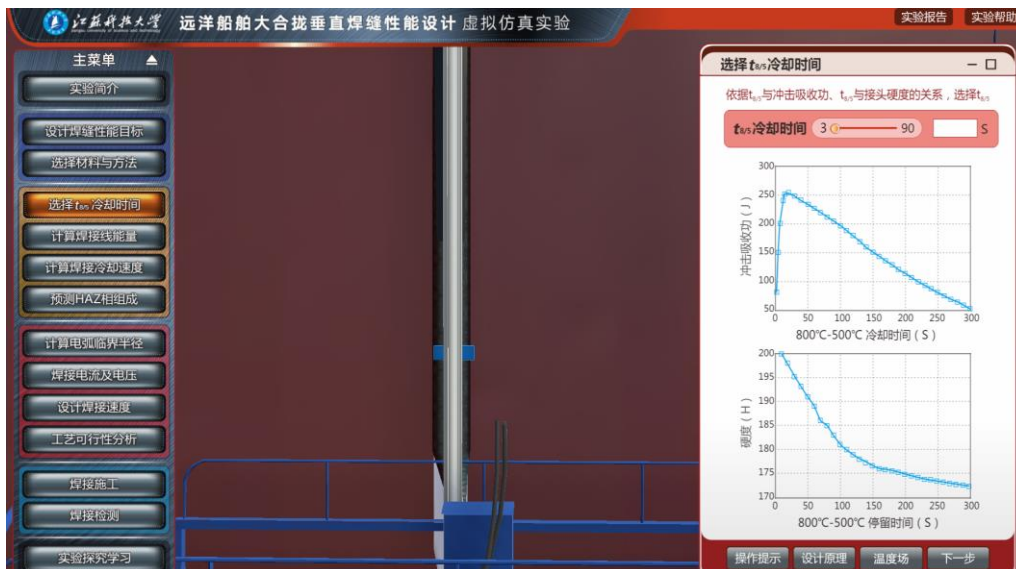 江苏科技大学
远洋船舶大合拢垂直焊缝性能设计 虚拟仿真实验
实验报告
实验帮助
主菜单
实验简介
设计焊缝性能目标
选择材料与方法
选择t8/5冷却时间
计算焊接线能量
计算焊接冷却速度
预测HAZ相组成
计算电弧临界半径
焊接电流及电压
设计焊接速度
工艺可行性分析
焊接施工
焊接检测
实验探究学习
选择t8/5冷却时间
依据t8/5与冲击吸收功、t8/5与接头硬度的关系，选择t8/5
t8/5冷却时间 3 90 S
冲击吸收功（J）
300
250
200
150
100
50
0 50 100 150 200 250 300
800℃-500℃ 冷却时间（S）
硬度（H）
200
195
190
185
180
175
170
0 50 100 150 200 250 300
800℃-500℃ 停留时间（S）
操作提示
设计原理
温度场
下一步